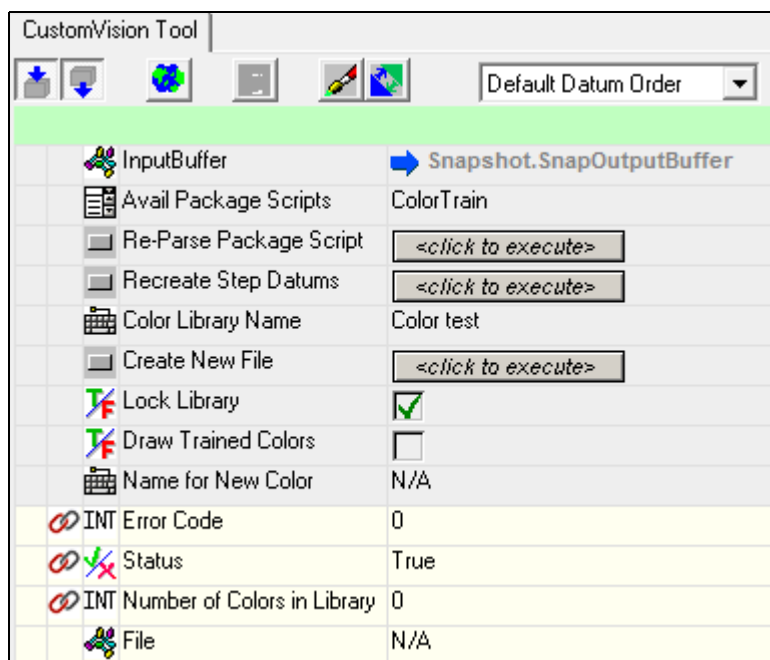 CustomVision Tool
Default Datum Order
InputBuffer Snapshot.SnapOutputBuffer
Avail Package Scripts ColorTrain
Re-Parse Package Script <click to execute>
Recreate Step Datums <click to execute>
Color Library Name Color test
Create New File <click to execute>
T/F Lock Library
T/F Draw Trained Colors
Name for New Color N/A
INT Error Code 0
Status True
INT Number of Colors in Library 0
File N/A